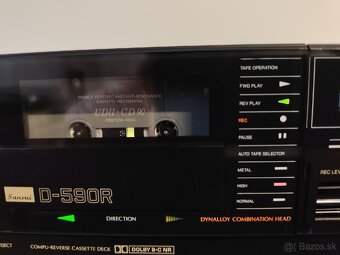 TAPE OPERATION
ENERGY EFFICIENT AND ANTI-RESONANCE
CASSETTE MECHANISM
FWD PLAY
UDII·CD 90
POSITION·HIGH
REV PLAY
REC
PAUSE
AUTO TAPE SELECTOR
METAL
HIGH
REC LEV
NORMAL
Sansui
D-590R
DIRECTION
DYNALLOY COMBINATION HEAD
EJECT
COMPU-REVERSE CASSETTE DECK
DOLBY B-C NR
© bazos.sk